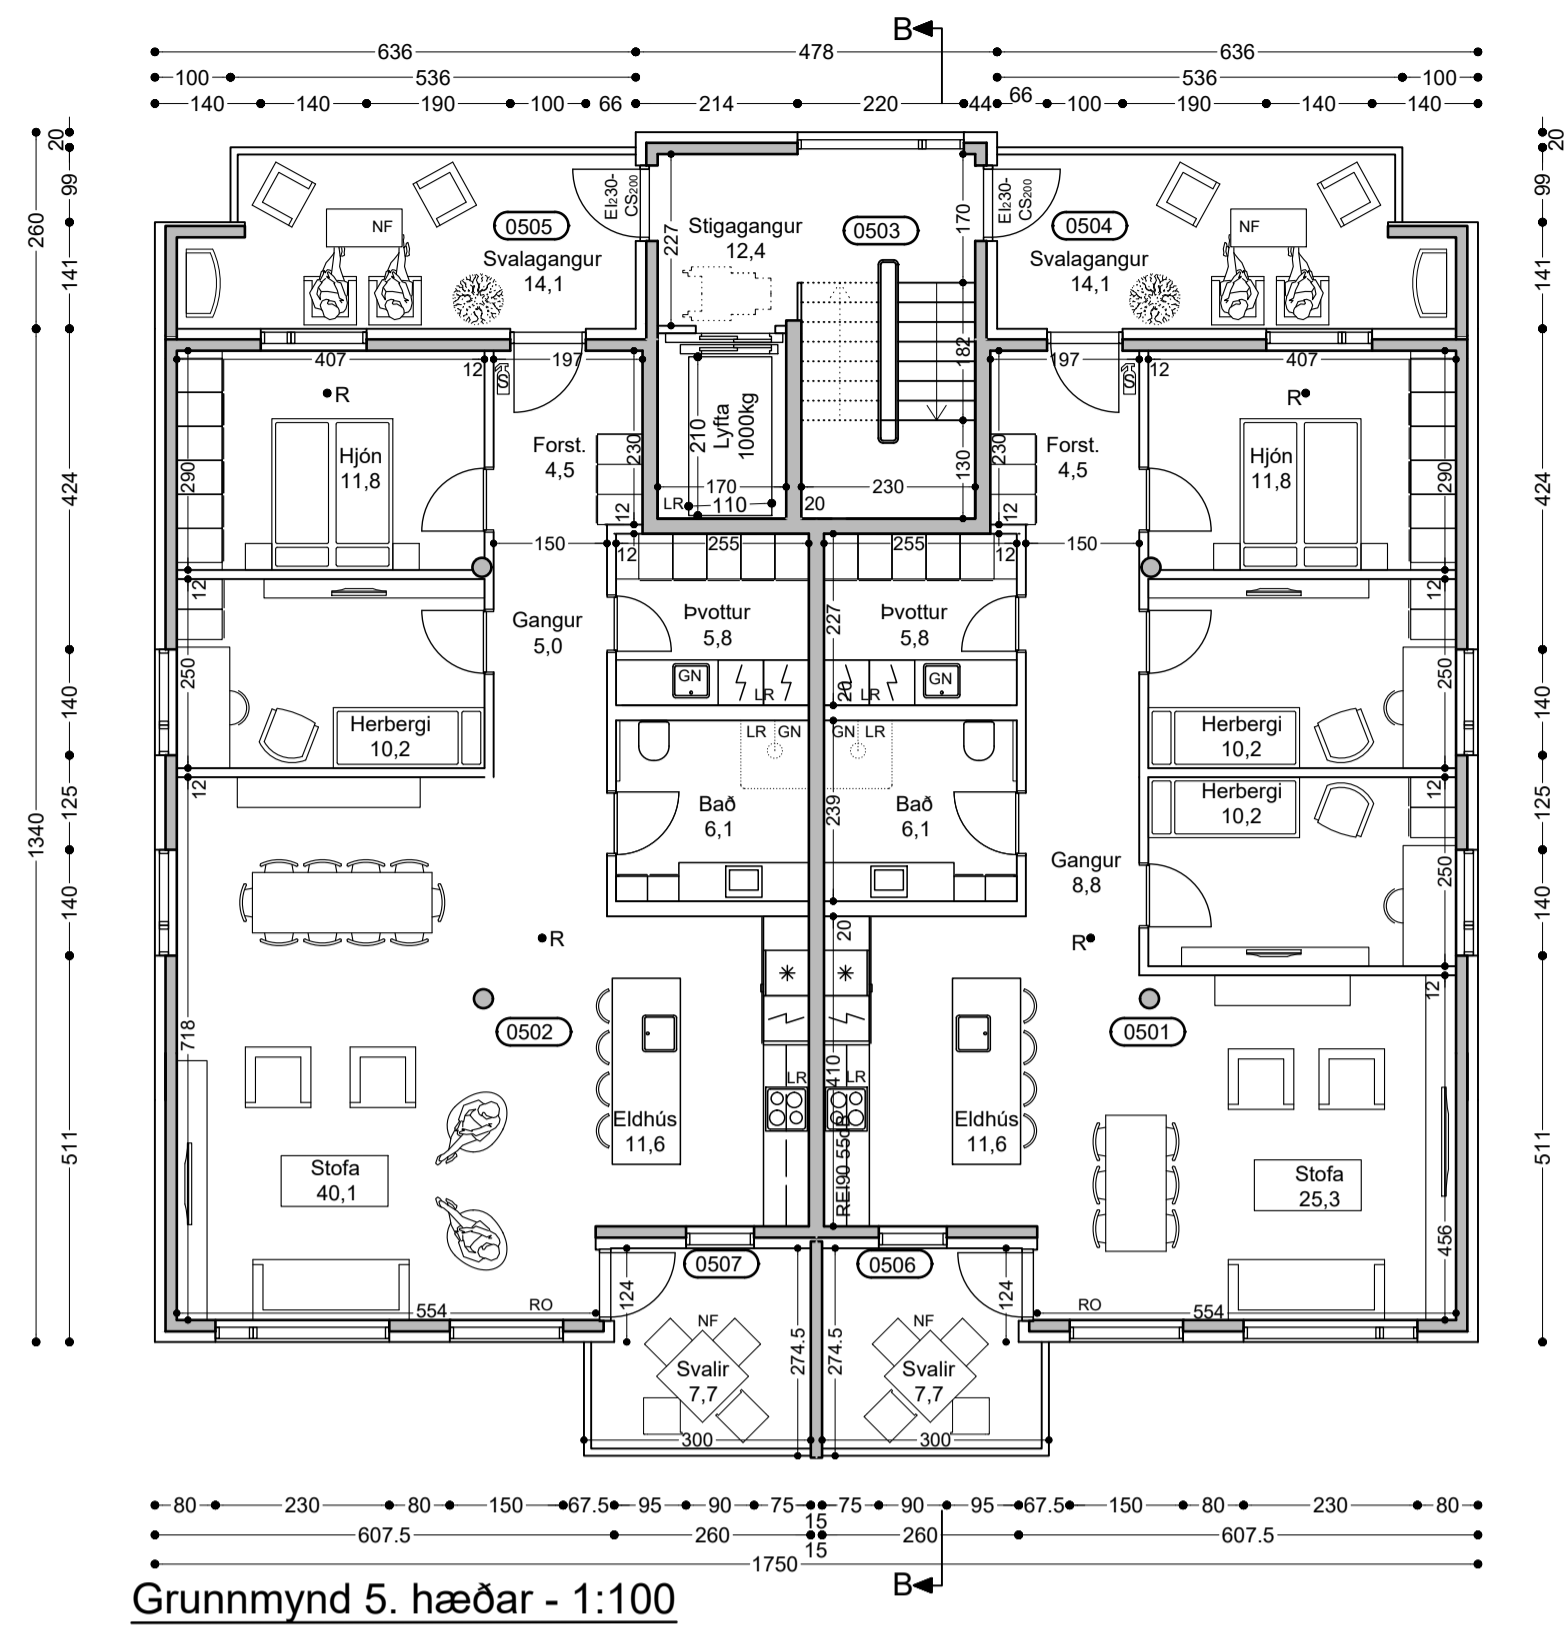 B
636
478
636
100
536
536
100
140
140
190
100
66
214
220
44
66
100
190
140
140
20
99
141
260
424
140
125
140
1340
511
20
99
141
424
140
125
140
511
NF
0505
Svalagangur
14,1
EI230-
CS200
227
Stigagangur
12,4
0503
170
EI230-
CS200
0504
Svalagangur
14,1
NF
407
12
197
S
182
197
12
407
S
R
R
Hjón
11,8
290
Forst.
4,5
230
12
210
Lyfta
1000kg
170
LR
110
20
230
130
Forst.
4,5
230
12
Hjón
11,8
290
150
12
255
255
12
150
12
12
Gangur
5,0
Þvottur
5,8
227
Þvottur
5,8
250
GN
LR
20
LR
GN
250
Herbergi
10,2
LR
GN
GN
LR
Herbergi
10,2
12
Bað
6,1
239
Bað
6,1
Herbergi
10,2
12
Gangur
8,8
250
R
20
R
12
718
0502
0501
LR
410
LR
Eldhús
11,6
REI90 55dB
Eldhús
11,6
Stofa
40,1
Stofa
25,3
456
0507
0506
554
RO
124
124
RO
554
NF
274.5
274.5
NF
Svalir
7,7
Svalir
7,7
300
300
80
230
80
150
67.5
95
90
75
15
75
90
95
67.5
150
80
230
80
607.5
260
15
260
607.5
1750
B
Grunnmynd 5. hæðar - 1:100